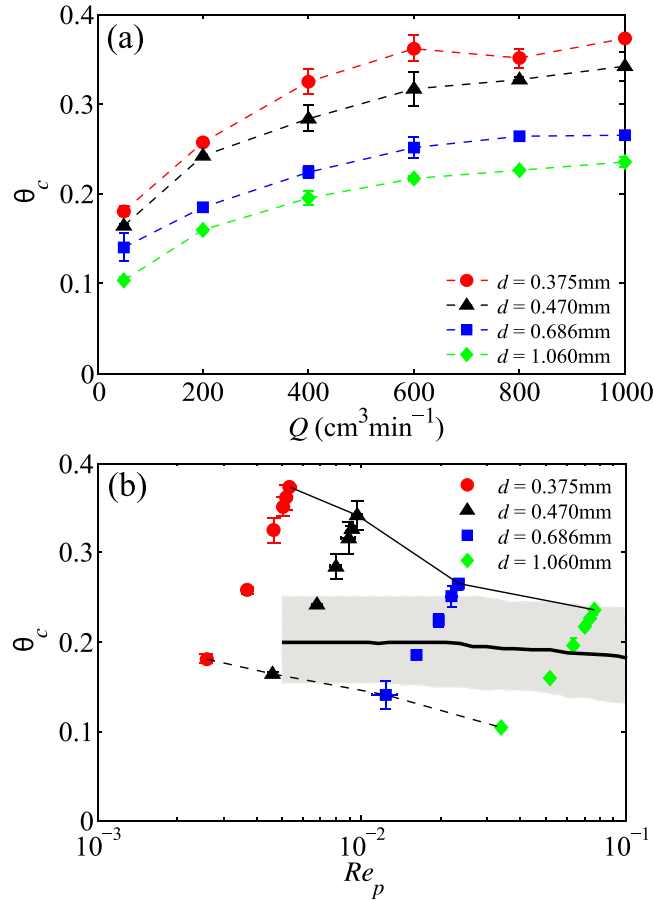 (a)
0.4
0.3
0.2
0.1
0
θc
0 200 400 600 800 1000
Q (cm³min⁻¹)
d = 0.375mm
d = 0.470mm
d = 0.686mm
d = 1.060mm
(b)
0.4
0.3
0.2
0.1
0
θc
10⁻³ 10⁻² 10⁻¹
Reₚ
d = 0.375mm
d = 0.470mm
d = 0.686mm
d = 1.060mm